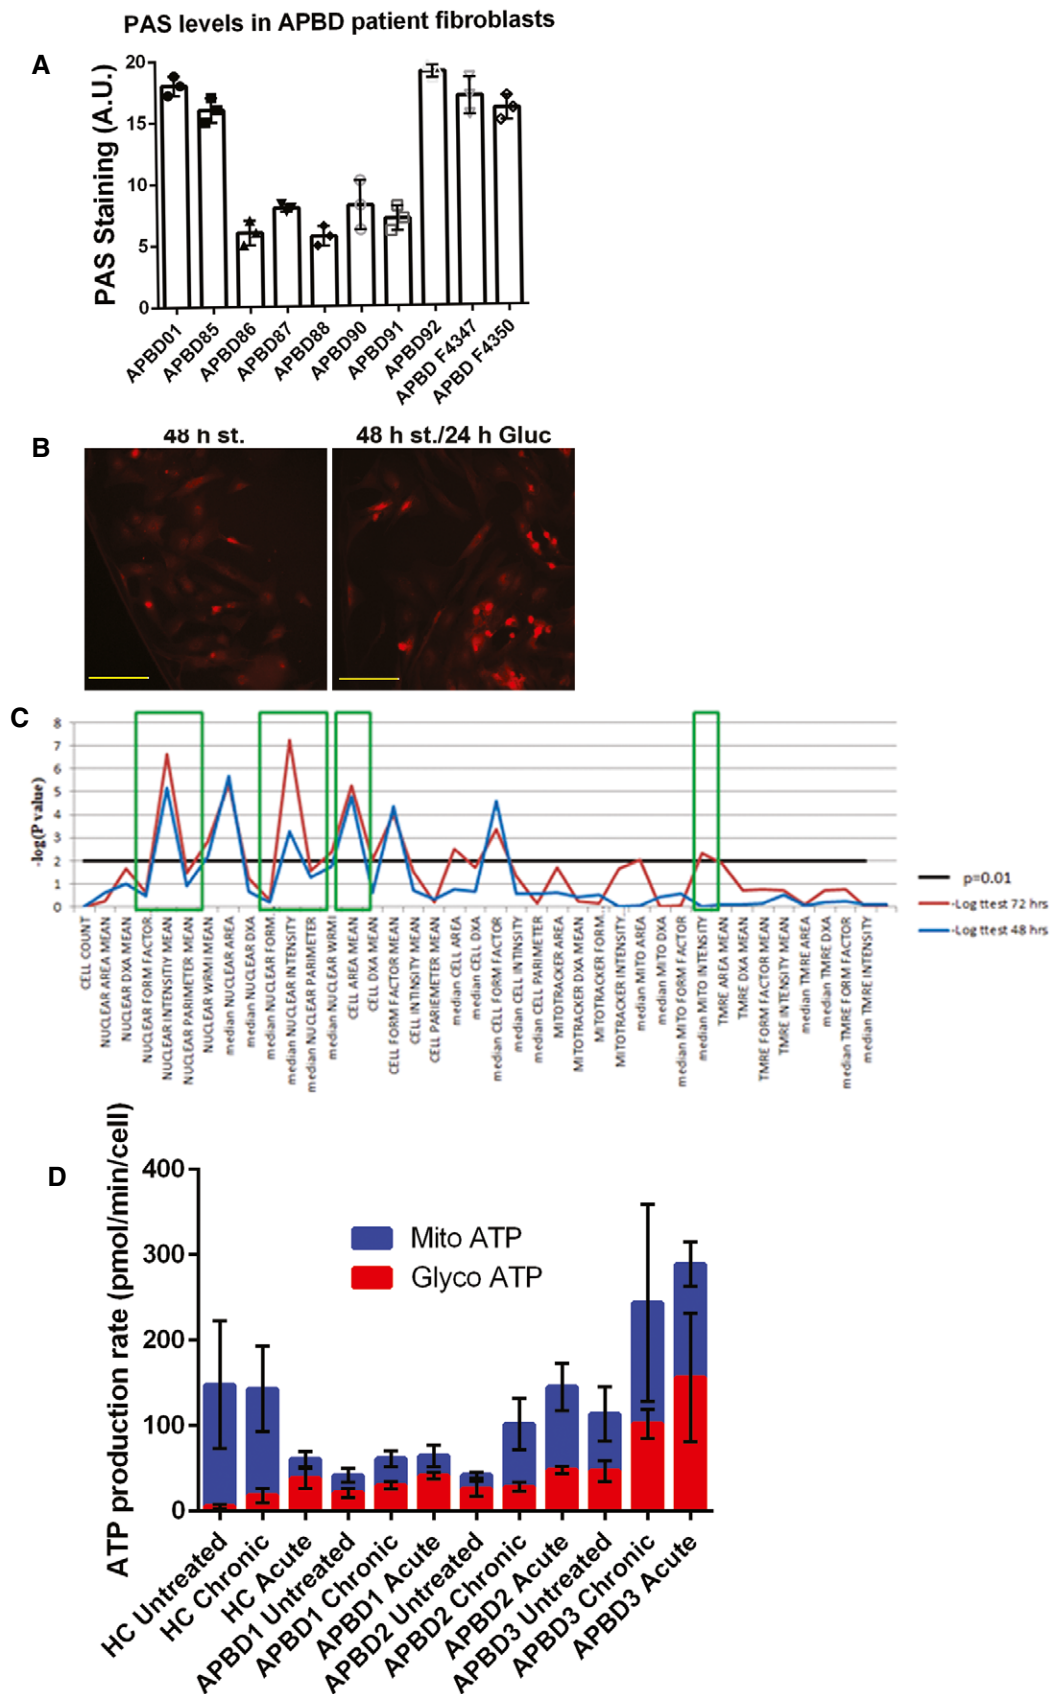 PAS levels in APBD patient fibroblasts
A
PAS Staining (A.U.)
20
15
10
5
0
APBD01
APBD85
APBD86
APBD87
APBD88
APBD90
APBD91
APBD92
APBD F4347
APBD F4350
B
48 h st.
48 h st./24 h Gluc
C
-log(P value)
8
7
6
5
4
3
2
1
0
CELL COUNT
NUCLEAR AREA MEAN
NUCLEAR DXA MEAN
NUCLEAR FORM FACTOR
NUCLEAR INTENSITIY MEAN
NUCLEAR PARIMETER MEAN
NUCLEAR WRMI MEAN
median NUCLEAR AREA
median NUCLEAR DXA
median NUCLEAR FORM
median NUCLEAR INTENSITY
median NUCLEAR PARIMETER
median NUCLEAR WRMI
CELL AREA MEAN
CELL DXA MEAN
CELL FORM FACTOR MEAN
CELL INTINSITY MEAN
CELL PARIEMETER MEAN
median CELL AREA
median CELL DXA
median CELL FORM FACTOR
median CELL INTINSITY
median CELL PARIMETER
MITOTRACKER AREA
MITOTRACKER DXA MEAN
MITOTRACKER FORM
MITOTRACKER INTENSITY
median MITO AREA
median MITO DXA
median MITO FORM FACTOR
median MITO INTENSITY
TMRE AREA MEAN
TMRE DXA MEAN
TMRE FORM FACTOR MEAN
TMRE INTENSITY MEAN
median TMRE AREA
median TMRE DXA
median TMRE FORM FACTOR
median TMRE INTENSITY
p=0.01
-Log ttest 72 hrs
-Log ttest 48 hrs
D
ATP production rate (pmol/min/cell)
400
300
200
100
0
Mito ATP
Glyco ATP
HC Untreated
HC Chronic
HC Acute
APBD1 Untreated
APBD1 Chronic
APBD1 Acute
APBD2 Untreated
APBD2 Chronic
APBD2 Acute
APBD3 Untreated
APBD3 Chronic
APBD3 Acute